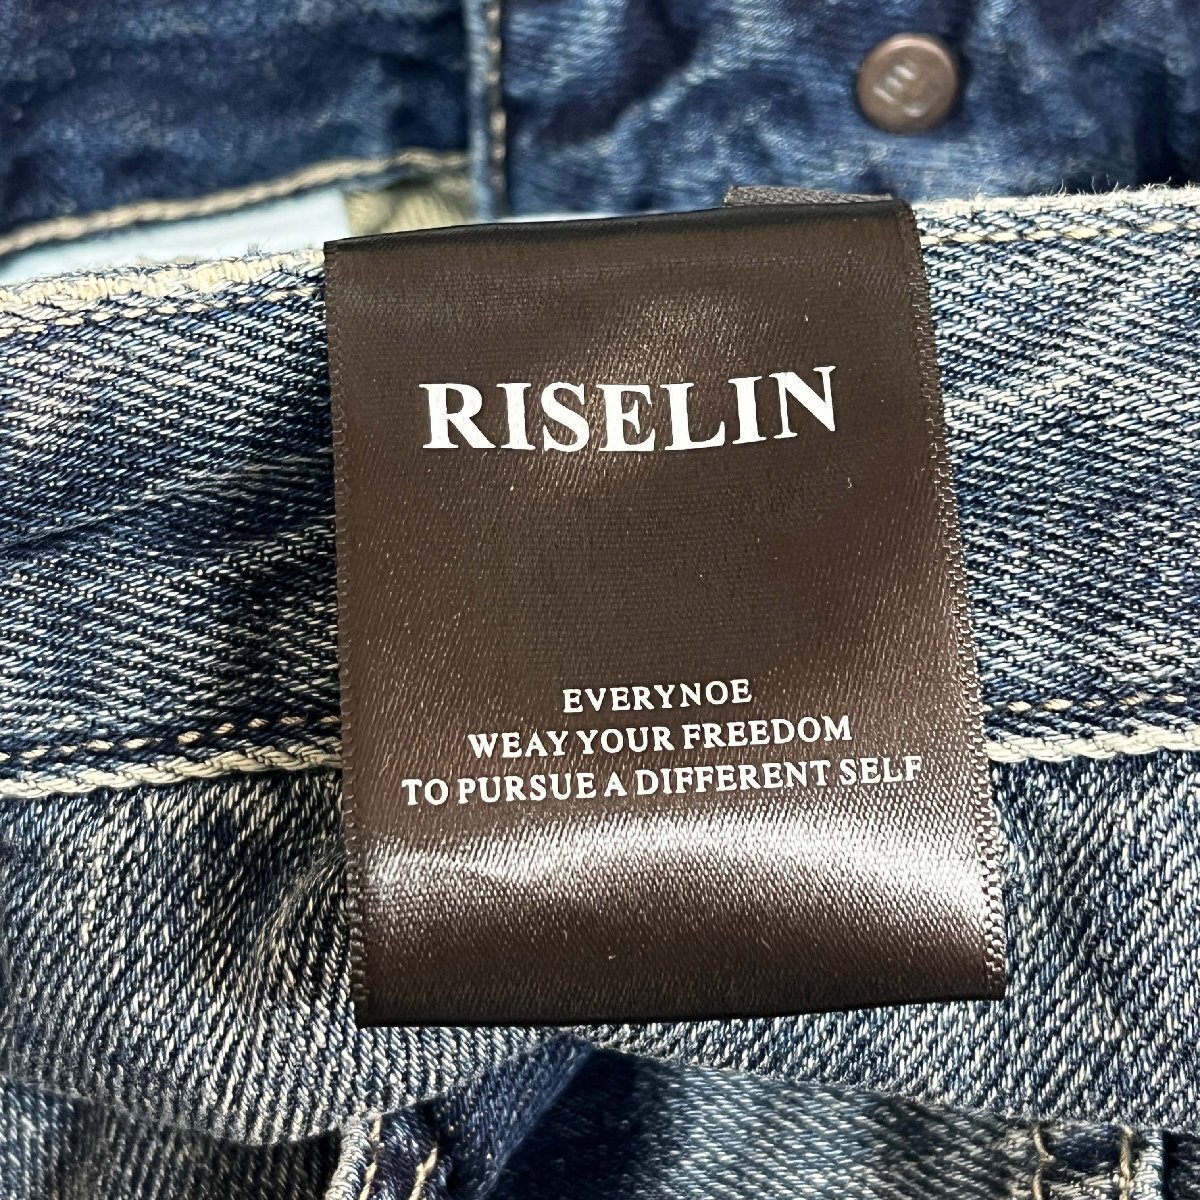 RISELIN
EVERYNOE
WEAY YOUR FREEDOM
TO PURSUE A DIFFERENT SELF